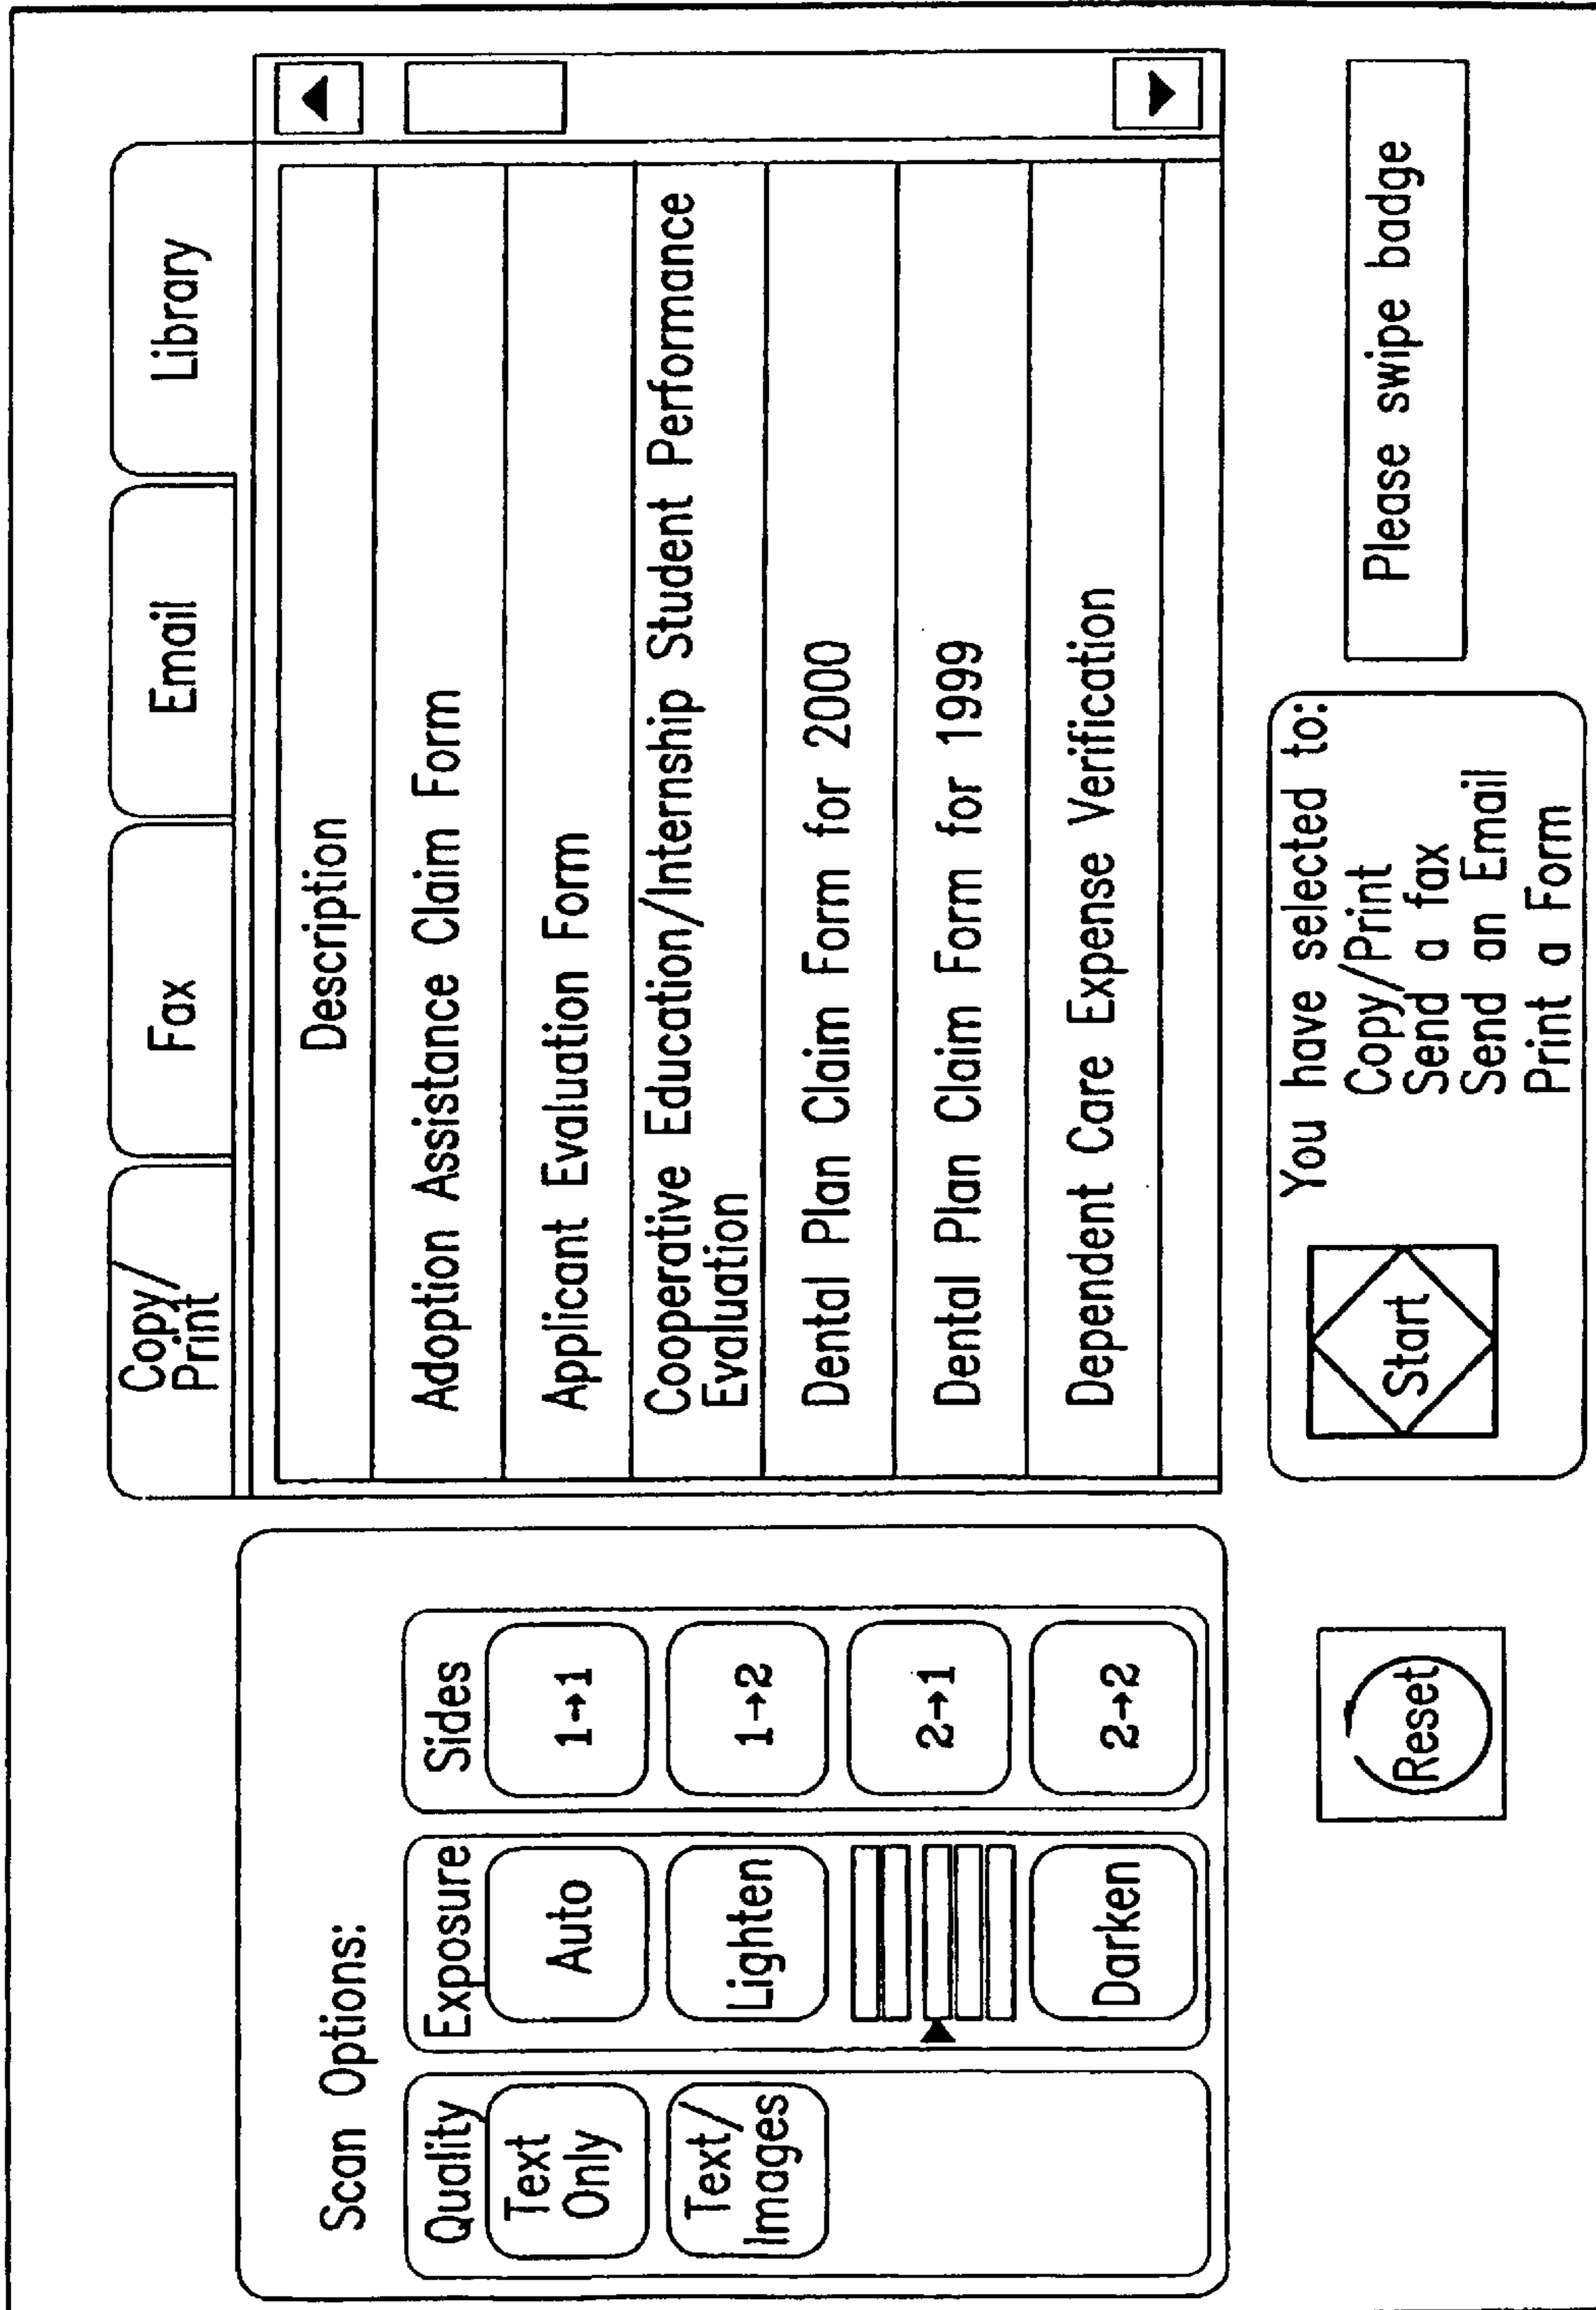 Copy/
Print
Fax
Email
Library
Scan Options:
Quality
Text
Only
Text/
Images
Exposure
Auto
Lighten
Darken
Sides
1→1
1→2
2→1
2→2
Description
Adoption Assistance Claim Form
Applicant Evaluation Form
Cooperative Education/Internship Student Performance
Evaluation
Dental Plan Claim Form for 2000
Dental Plan Claim Form for 1999
Dependent Care Expense Verification
Reset
Start
You have selected to:
Copy/Print
Send a fax
Send an Email
Print a Form
Please swipe badge